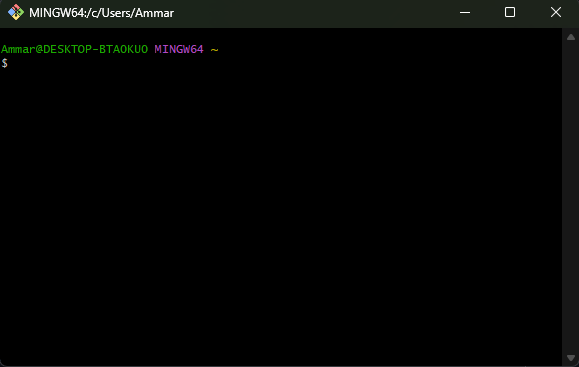 MINGW64:/c/Users/Ammar
Ammar@DESKTOP-BTAOKUO MINGW64 ~
$